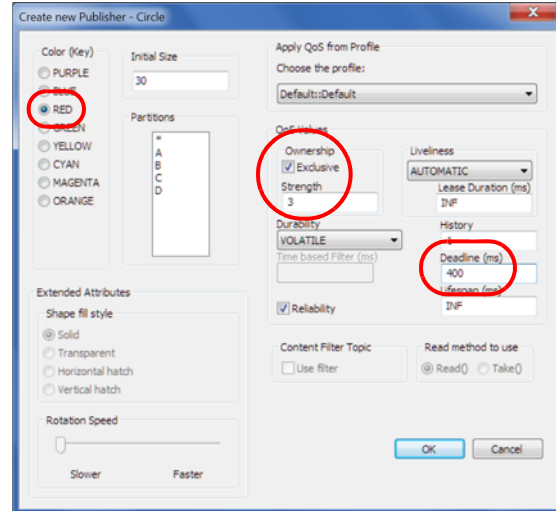 Create new Publisher - Circle
Color (Key)
PURPLE
BLUE
RED
GREEN
YELLOW
CYAN
MAGENTA
ORANGE
Initial Size
30
Partitions
*
A
B
C
D
Extended Attributes
Shape fill style
Solid
Transparent
Horizontal hatch
Vertical hatch
Rotation Speed
Slower Faster
Apply QoS from Profile
Choose the profile:
Default::Default
QoS Values
Ownership
Exclusive
Strength
3
Liveliness
AUTOMATIC
Lease Duration (ms)
INF
Durability
VOLATILE
Time based Filter (ms)
History
1
Deadline (ms)
400
Lifespan (ms)
INF
Reliability
Content Filter Topic
Use filter
Read method to use
Read() Take()
OK Cancel